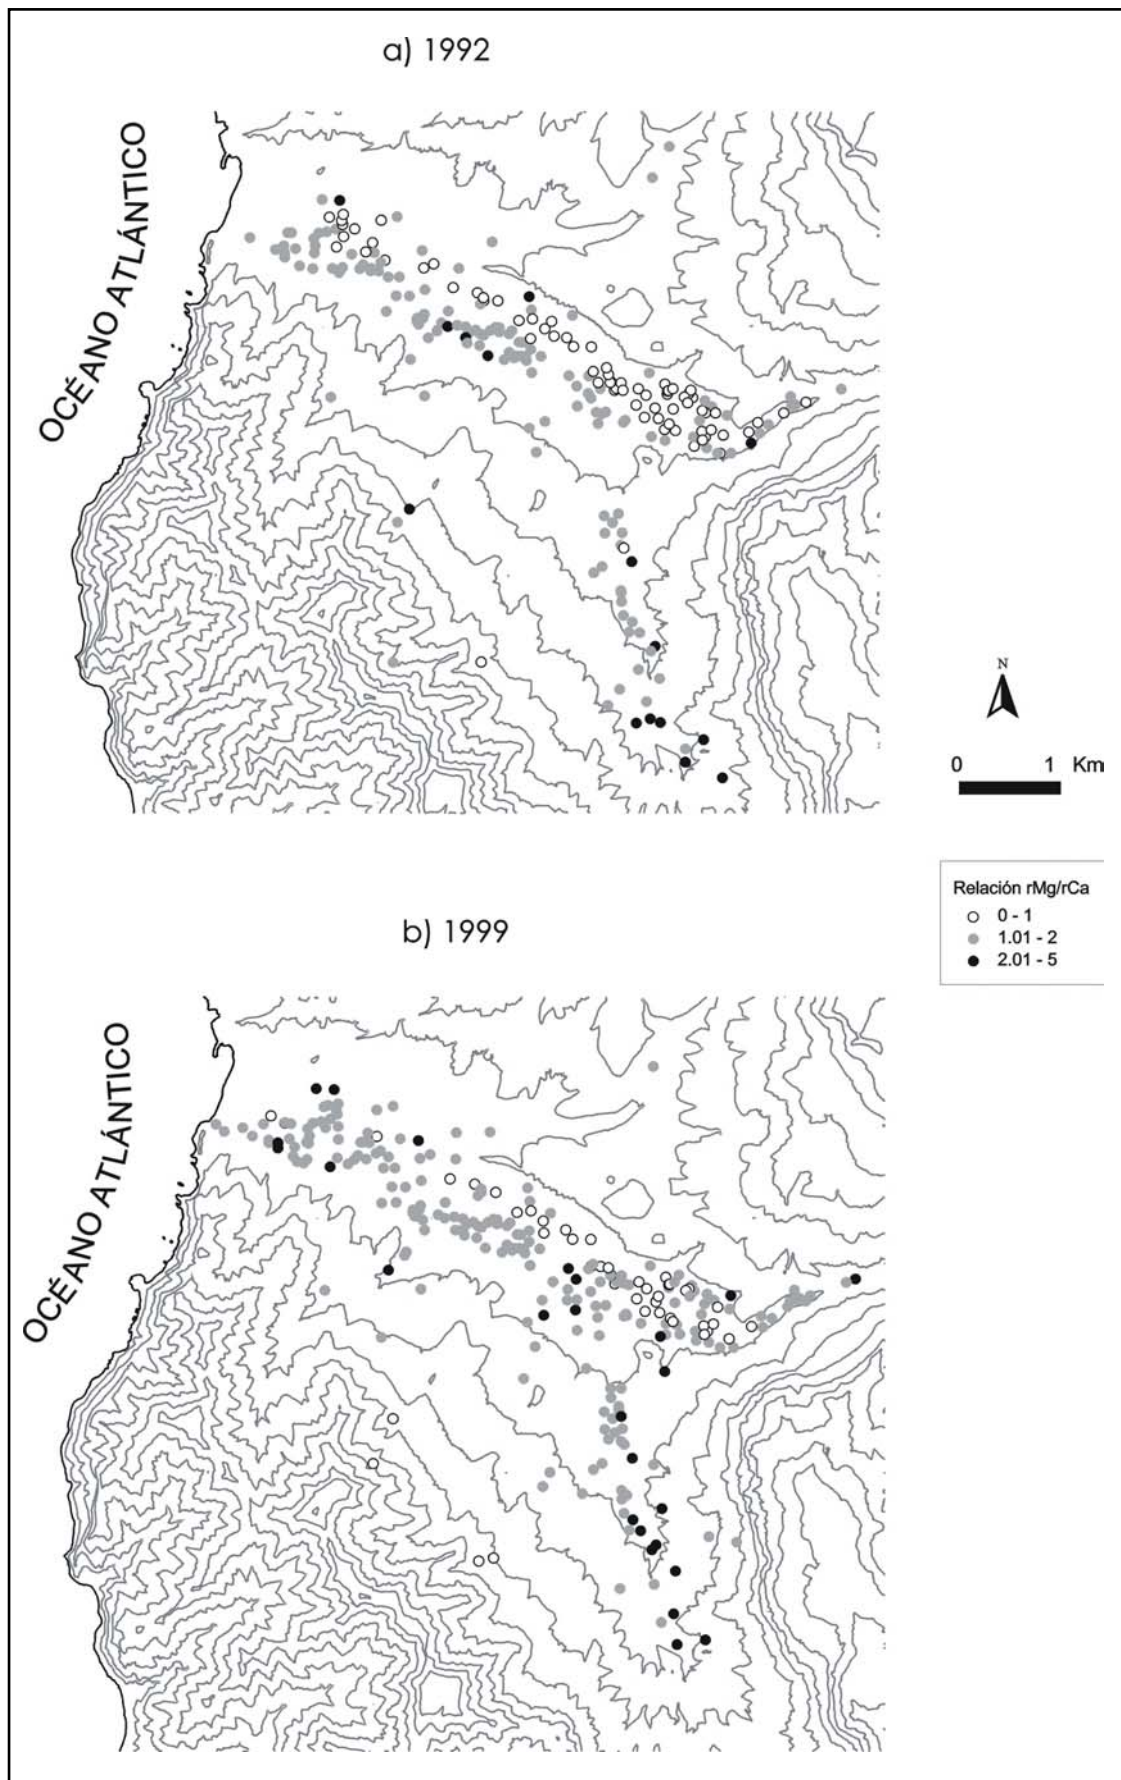 a) 1992
OCÉANO ATLÁNTICO
N
0 1 Km
Relación rMg/rCa
0 - 1
1.01 - 2
2.01 - 5
b) 1999
OCÉANO ATLÁNTICO